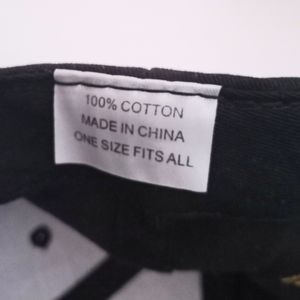 100% COTTON
MADE IN CHINA
ONE SIZE FITS ALL